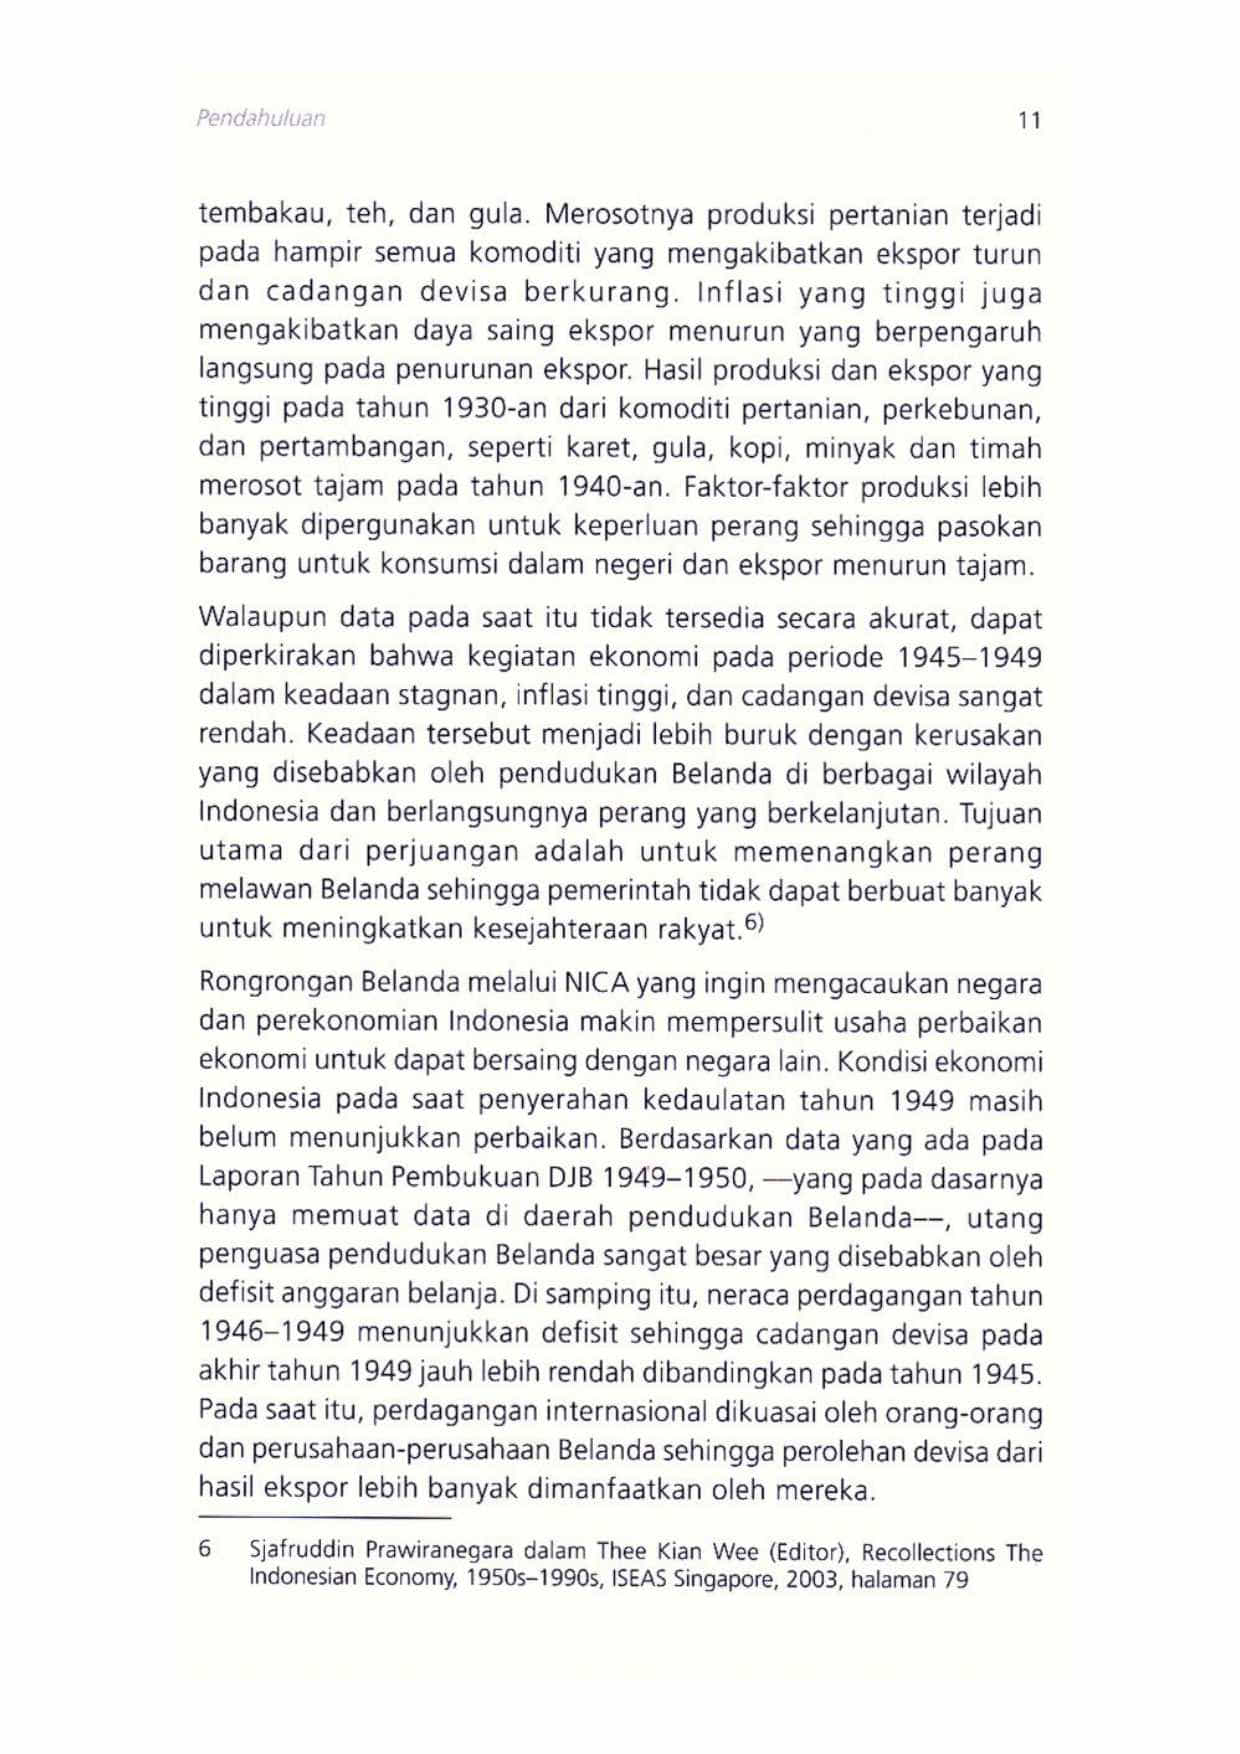 Pendahuluan 11
tembakau, teh, dan gula. Merosotnya produksi pertanian terjadi
pada hampir semua komoditi yang mengakibatkan ekspor turun
dan cadangan devisa berkurang. Inflasi yang tinggi juga
mengakibatkan daya saing ekspor menurun yang berpengaruh
langsung pada penurunan ekspor. Hasil produksi dan ekspor yang
tinggi pada tahun 1930-an dari komoditi pertanian, perkebunan,
dan pertambangan, seperti karet, gula, kopi, minyak dan timah
merosot tajam pada tahun 1940-an. Faktor-faktor produksi lebih
banyak dipergunakan untuk keperluan perang sehingga pasokan
barang untuk konsumsi dalam negeri dan ekspor menurun tajam.
Walaupun data pada saat itu tidak tersedia secara akurat, dapat
diperkirakan bahwa kegiatan ekonomi pada periode 1945–1949
dalam keadaan stagnan, inflasi tinggi, dan cadangan devisa sangat
rendah. Keadaan tersebut menjadi lebih buruk dengan kerusakan
yang disebabkan oleh pendudukan Belanda di berbagai wilayah
Indonesia dan berlangsungnya perang yang berkelanjutan. Tujuan
utama dari perjuangan adalah untuk memenangkan perang
melawan Belanda sehingga pemerintah tidak dapat berbuat banyak
untuk meningkatkan kesejahteraan rakyat.6)
Rongrongan Belanda melalui NICA yang ingin mengacaukan negara
dan perekonomian Indonesia makin mempersulit usaha perbaikan
ekonomi untuk dapat bersaing dengan negara lain. Kondisi ekonomi
Indonesia pada saat penyerahan kedaulatan tahun 1949 masih
belum menunjukkan perbaikan. Berdasarkan data yang ada pada
Laporan Tahun Pembukuan DJB 1949–1950, —yang pada dasarnya
hanya memuat data di daerah pendudukan Belanda––, utang
penguasa pendudukan Belanda sangat besar yang disebabkan oleh
defisit anggaran belanja. Di samping itu, neraca perdagangan tahun
1946–1949 menunjukkan defisit sehingga cadangan devisa pada
akhir tahun 1949 jauh lebih rendah dibandingkan pada tahun 1945.
Pada saat itu, perdagangan internasional dikuasai oleh orang-orang
dan perusahaan-perusahaan Belanda sehingga perolehan devisa dari
hasil ekspor lebih banyak dimanfaatkan oleh mereka.
6 Sjafruddin Prawiranegara dalam Thee Kian Wee (Editor), Recollections The
Indonesian Economy, 1950s–1990s, ISEAS Singapore, 2003, halaman 79